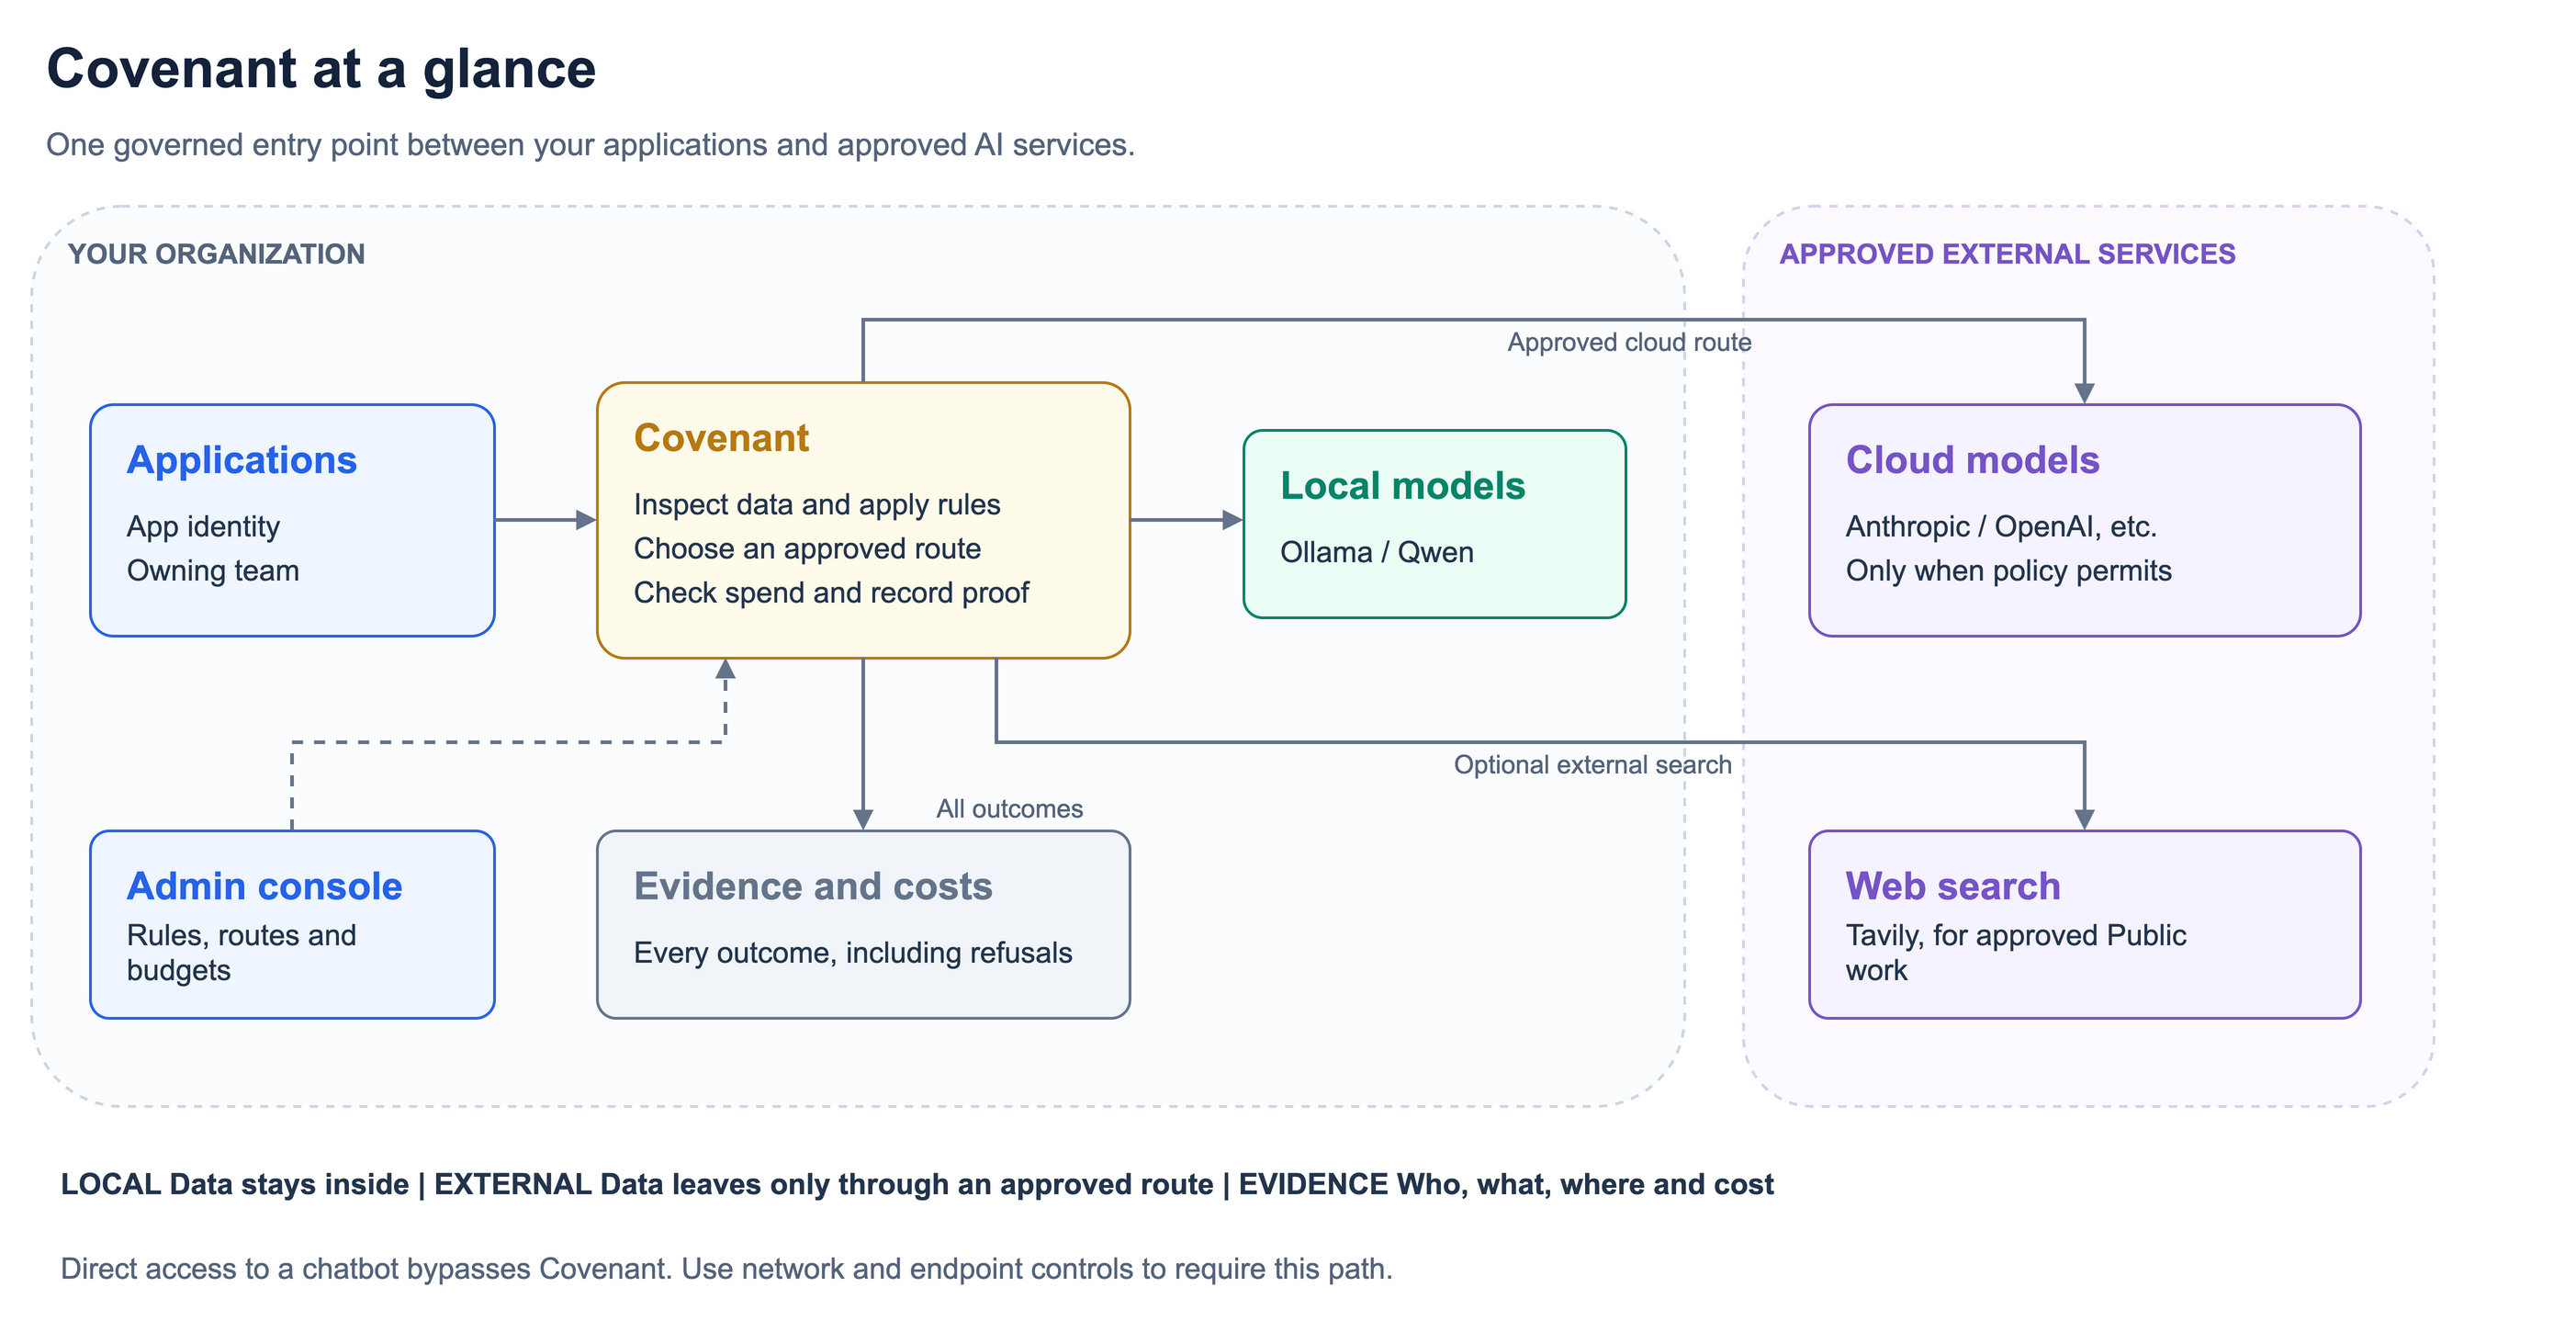 Covenant at a glance
One governed entry point between your applications and approved AI services.
YOUR ORGANIZATION
APPROVED EXTERNAL SERVICES
Approved cloud route
Applications
App identity
Owning team
Covenant
Inspect data and apply rules
Choose an approved route
Check spend and record proof
Local models
Ollama / Qwen
Cloud models
Anthropic / OpenAI, etc.
Only when policy permits
Optional external search
All outcomes
Admin console
Rules, routes and
budgets
Evidence and costs
Every outcome, including refusals
Web search
Tavily, for approved Public
work
LOCAL Data stays inside | EXTERNAL Data leaves only through an approved route | EVIDENCE Who, what, where and cost
Direct access to a chatbot bypasses Covenant. Use network and endpoint controls to require this path.